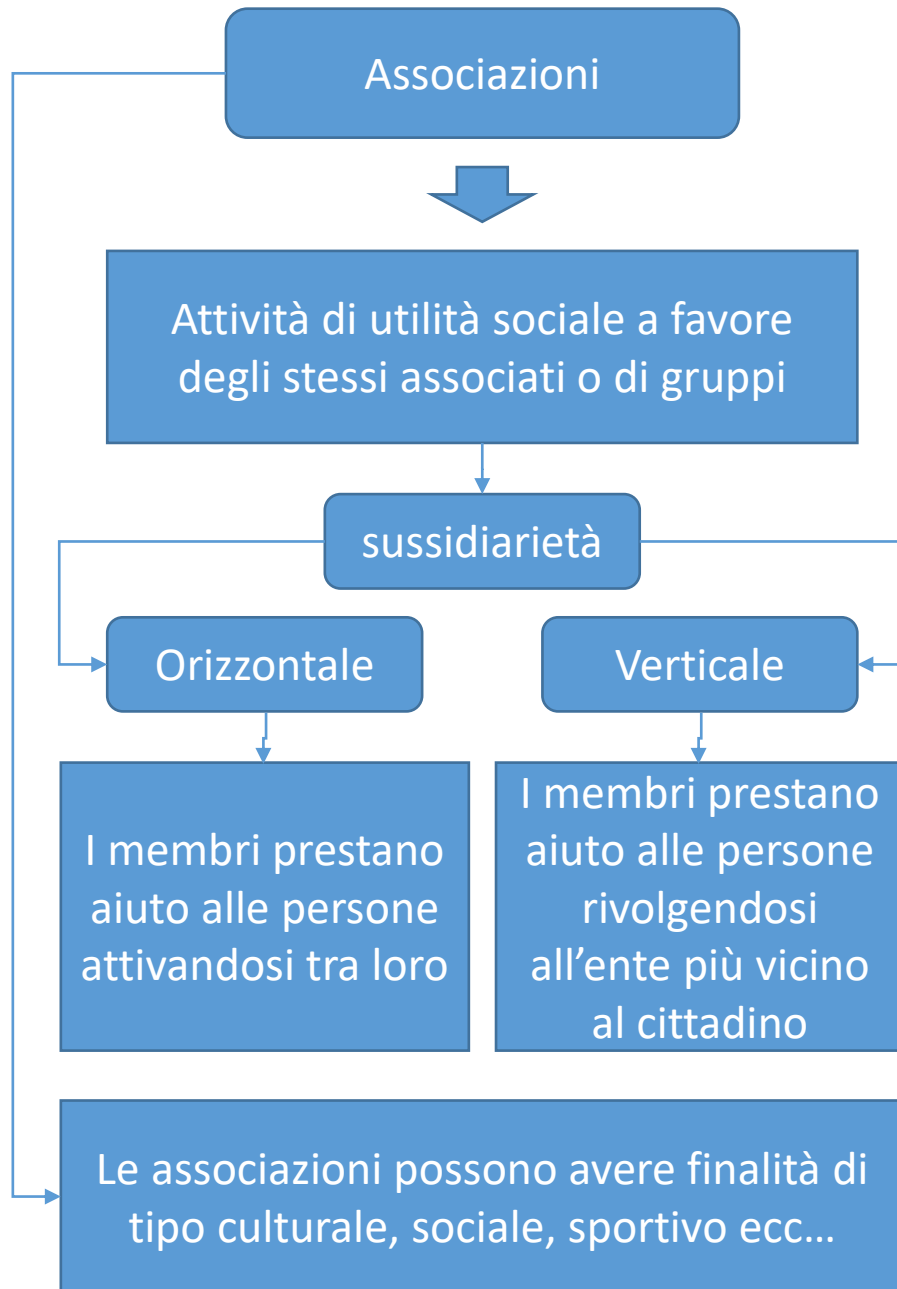 Associazioni
Attività di utilità sociale a favore
degli stessi associati o di gruppi
sussidiarietà
Orizzontale
Verticale
I membri prestano
aiuto alle persone
attivandosi tra loro
I membri prestano
aiuto alle persone
rivolgendosi
all’ente più vicino
al cittadino
Le associazioni possono avere finalità di
tipo culturale, sociale, sportivo ecc…